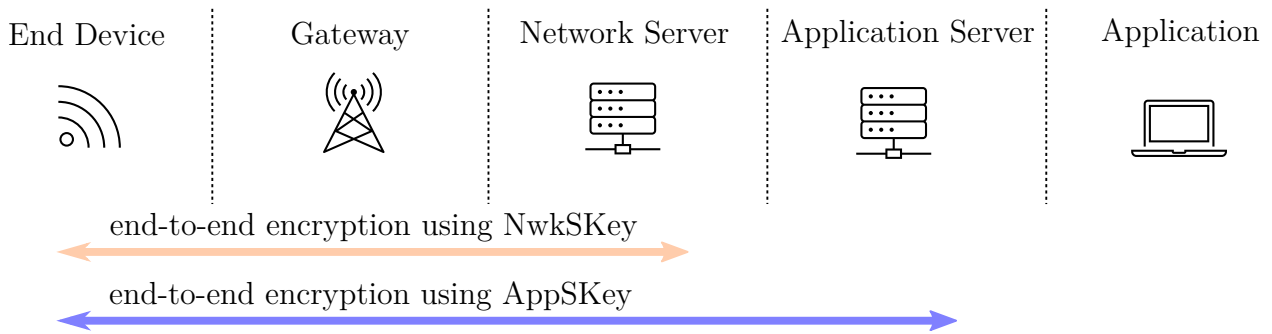 End Device
Gateway
Network Server
Application Server
Application
end-to-end encryption using NwkSKey
end-to-end encryption using AppSKey